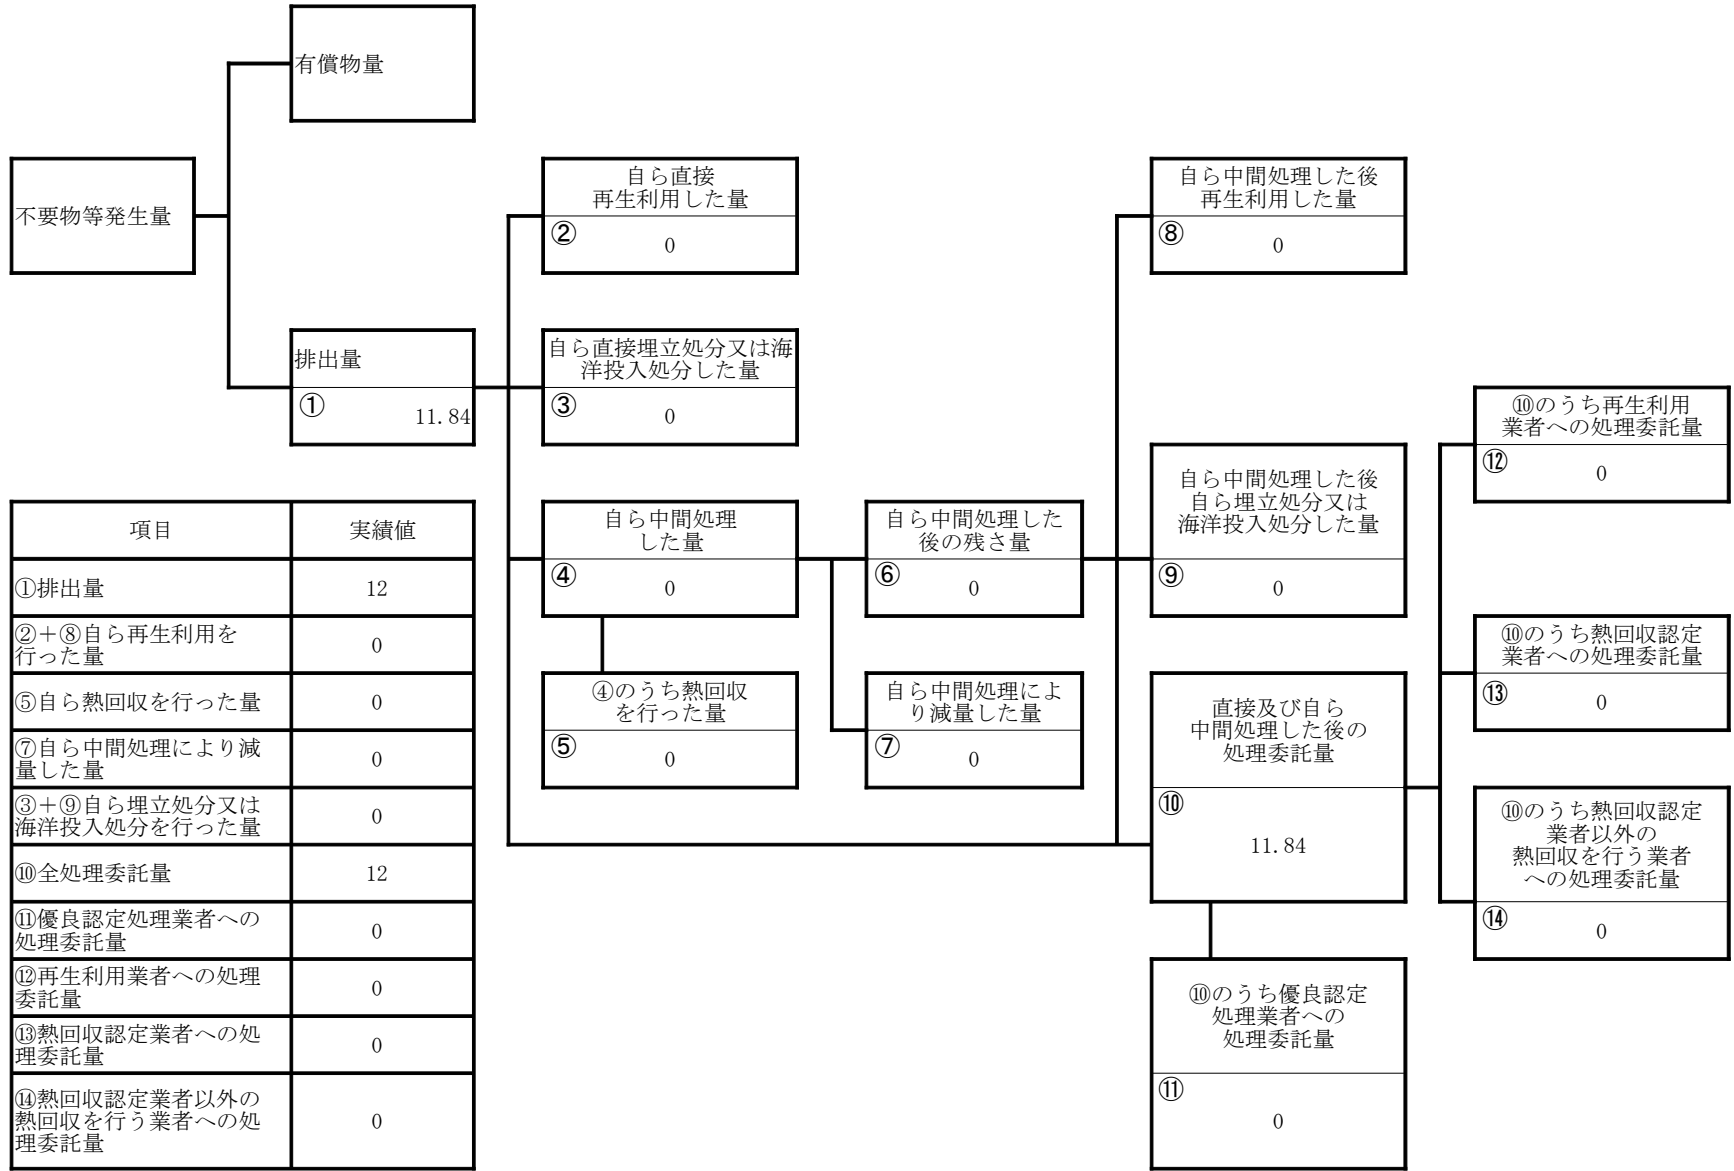 有償物量
不要物等発生量
排出量
①
11.84
自ら直接
再生利用した量
②
0
自ら直接埋立処分又は海
洋投入処分した量
③
0
自ら中間処理
した量
④
0
④のうち熱回収
を行った量
⑤
0
自ら中間処理した
後の残さ量
⑥
0
自ら中間処理によ
り減量した量
⑦
0
自ら中間処理した後
再生利用した量
⑧
0
自ら中間処理した後
自ら埋立処分又は
海洋投入処分した量
⑨
0
直接及び自ら
中間処理した後の
処理委託量
⑩
11.84
⑩のうち優良認定
処理業者への
処理委託量
⑪
0
⑩のうち再生利用
業者への処理委託量
⑫
0
⑩のうち熱回収認定
業者への処理委託量
⑬
0
⑩のうち熱回収認定
業者以外の
熱回収を行う業者
への処理委託量
⑭
0
項目 実績値
①排出量 12
②+⑧自ら再生利用を
行った量 0
⑤自ら熱回収を行った量 0
⑦自ら中間処理により減
量した量 0
③+⑨自ら埋立処分又は
海洋投入処分を行った量 0
⑩全処理委託量 12
⑪優良認定処理業者への
処理委託量 0
⑫再生利用業者への処理
委託量 0
⑬熱回収認定業者への処
理委託量 0
⑭熱回収認定業者以外の
熱回収を行う業者への処
理委託量 0